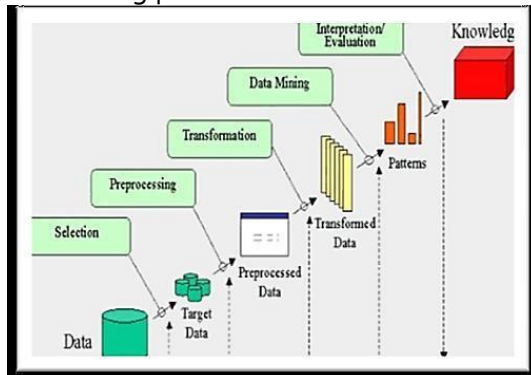 Interpretation/
Evaluation
Knowledg
Data Mining
Transformation
Patterns
Preprocessing
Transformed
Data
Selection
Preprocessed
Data
Target
Data
Data